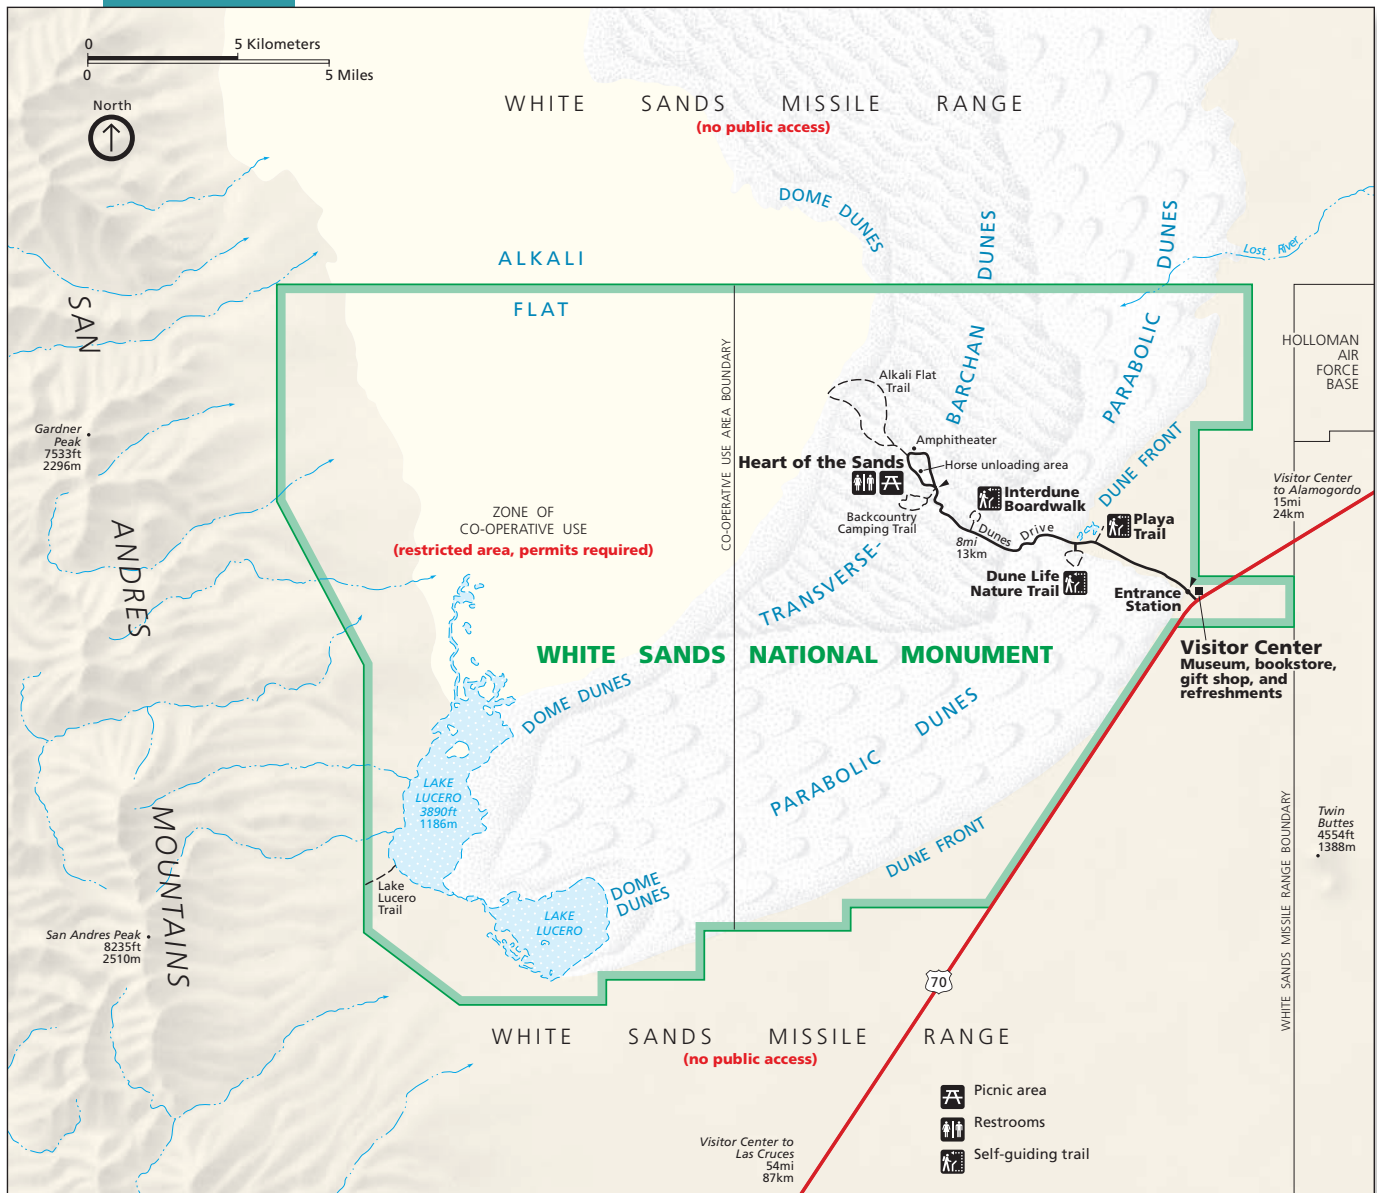 0 5 Kilometers
0 5 Miles
North
WHITE SANDS MISSILE RANGE
(no public access)
DOME DUNES
DUNES
DUNES
Lost River
ALKALI
FLAT
SAN
ANDRES
MOUNTAINS
HOLLOMAN
AIR
FORCE
BASE
CO-OPERATIVE USE AREA BOUNDARY
BARCHAN
PARABOLIC
Alkali Flat
Trail
Gardner
Peak
7533ft
2296m
Amphitheater
Heart of the Sands
Horse unloading area
DUNE FRONT
Visitor Center
to Alamogordo
15mi
24km
Interdune
Boardwalk
Backcountry
Camping Trail
Dunes Drive
8mi
13km
Playa
Trail
ZONE OF
CO-OPERATIVE USE
(restricted area, permits required)
TRANSVERSE-
Dune Life
Nature Trail
Entrance
Station
WHITE SANDS NATIONAL MONUMENT
Visitor Center
Museum, bookstore,
gift shop, and
refreshments
DOME DUNES
PARABOLIC DUNES
LAKE
LUCERO
3890ft
1186m
DUNE FRONT
Twin
Buttes
4554ft
1388m
WHITE SANDS MISSILE RANGE BOUNDARY
Lake
Lucero
Trail
DOME
DUNES
LAKE
LUCERO
San Andres Peak
8235ft
2510m
70
WHITE SANDS MISSILE RANGE
(no public access)
Picnic area
Restrooms
Self-guiding trail
Visitor Center to
Las Cruces
54mi
87km